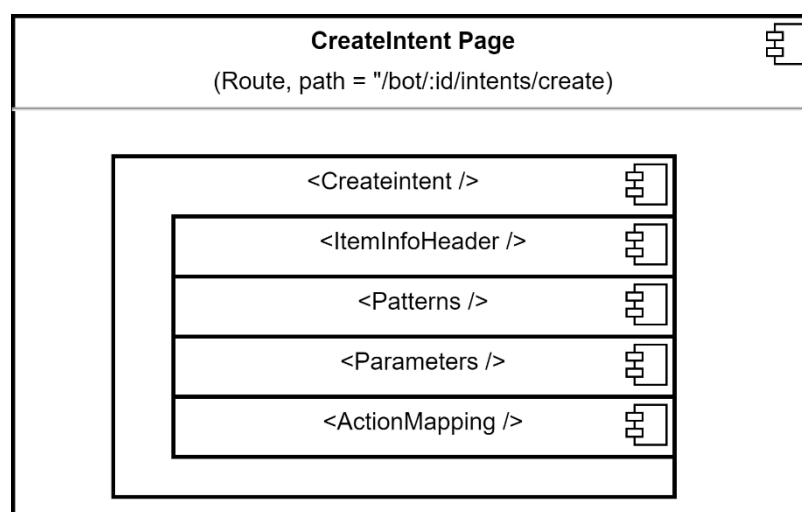 CreateIntent Page
(Route, path = "/bot/:id/intents/create)
<Createintent />
<ItemInfoHeader />
<Patterns />
<Parameters />
<ActionMapping />